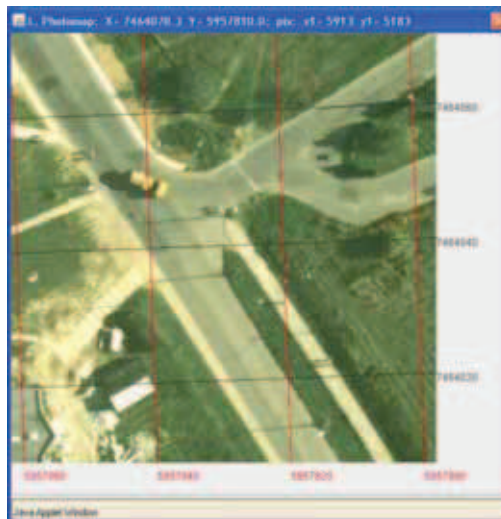 L. Photomap: X - 7464078.3 Y - 5957810.0; pix: x1 - 5913 y1 - 5183
7464060
7464040
7464020
5957860 5957840 5957820 5957800
Java Applet Window